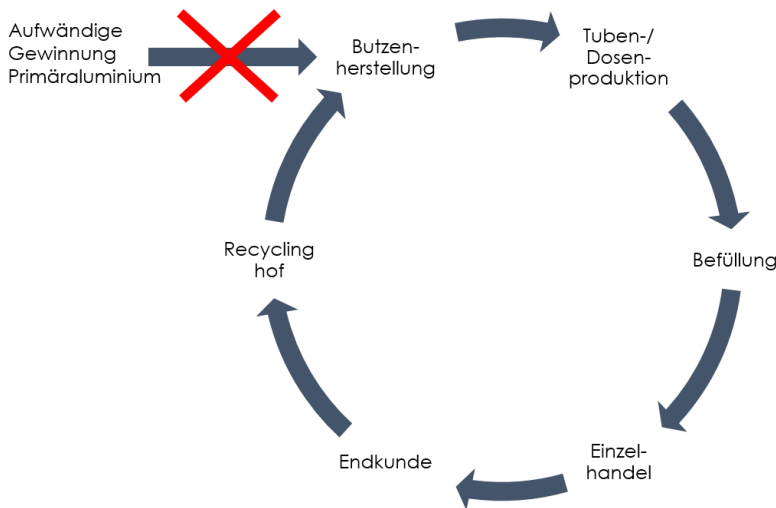 Aufwändige
Gewinnung
Primäraluminium
Butzen-
herstellung
Tuben-/
Dosen-
produktion
Befüllung
Einzel-
handel
Endkunde
Recycling
hof